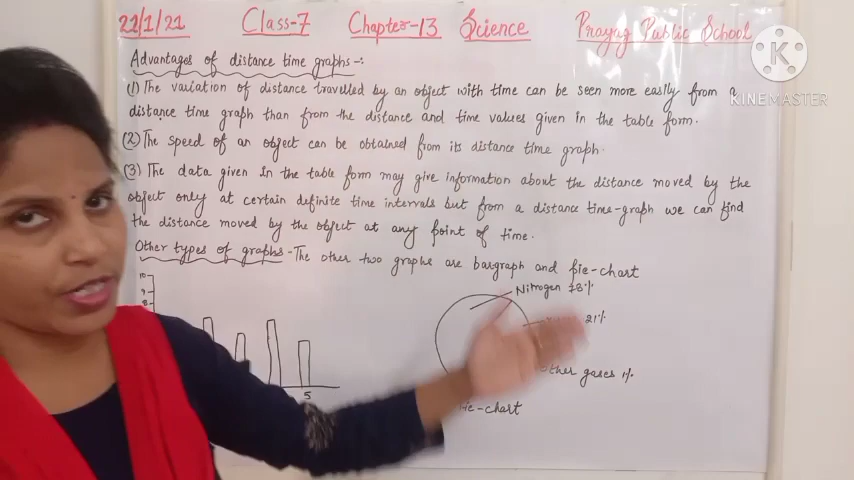 22/1/21 Class-7 Chapter-13 Science Prayag Public School
KINEMASTER
Advantages of distance time graphs-:
(1) The variation of distance travelled by an object with time can be seen more easily from a
distance time graph than from the distance and time values given in the table form.
(2) The speed of an object can be obtained from its distance time graph.
(3) The data given in the table form may give information about the distance moved by the
object only at certain definite time intervals but from a distance time-graph we can find
the distance moved by the object at any point of time.
Other types of graphs - The other two graphs are bar-graph and pie-chart
10
9
8
5
Nitrogen 78%
21%
other gases 1%
Pie-chart